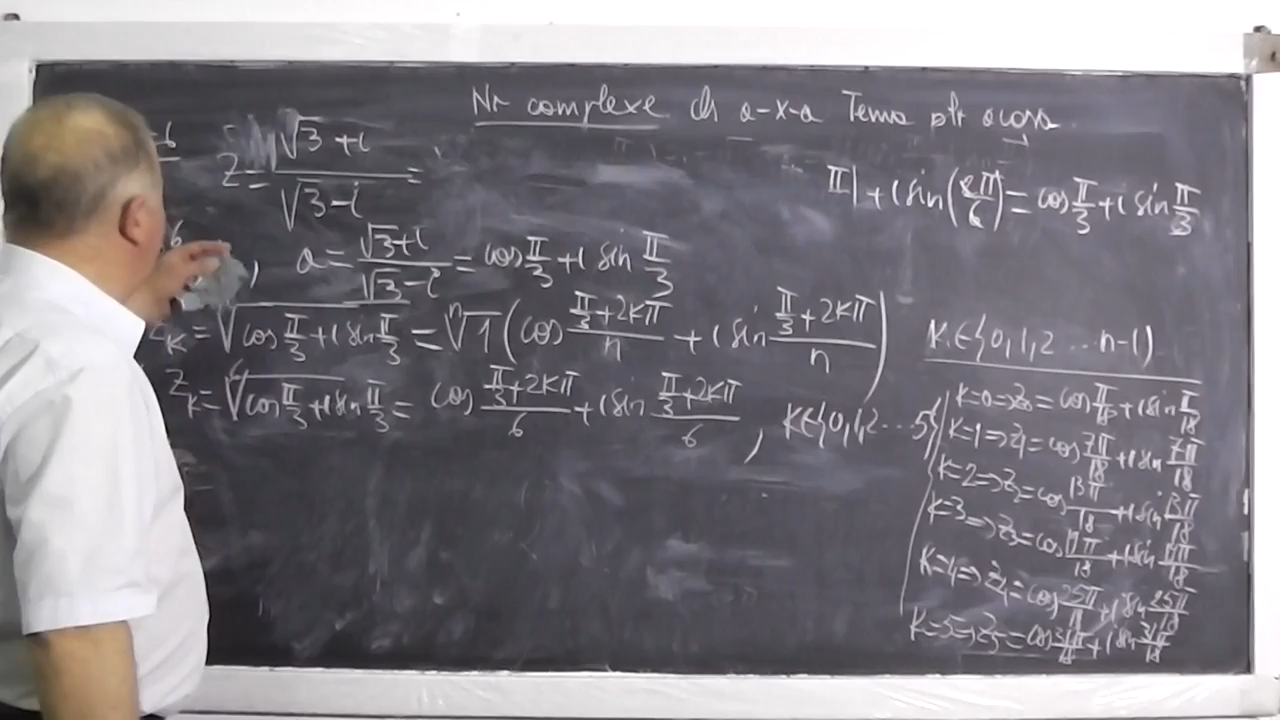 Nr complexe cls a-X-a Tema ptr acasa
z = √3+i / √3-i =
π) + i sin(2π/6) = cos π/3 + i sin π/3
, a = √3+i / √3-i = cos π/3 + i sin π/3
K = √cos π/3 + i sin π/3 = ⁿ√1 (cos (π/3+2Kπ)/n + i sin (π/3+2Kπ)/n)
K∈{0,1,2 ... n-1}
z_K = ⁶√cos π/3 + i sin π/3 = cos (π/3+2Kπ)/6 + i sin (π/3+2Kπ)/6 , K∈{0,1,2 ... 5}
K=0 => z₀ = cos π/18 + i sin π/18
K=1 => z₁ = cos 7π/18 + i sin 7π/18
K=2 => z₂ = cos 13π/18 + i sin 13π/18
K=3 => z₃ = cos 19π/18 + i sin 19π/18
K=4 => z₄ = cos 25π/18 + i sin 25π/18
K=5 => z₅ = cos 31π/18 + i sin 31π/18